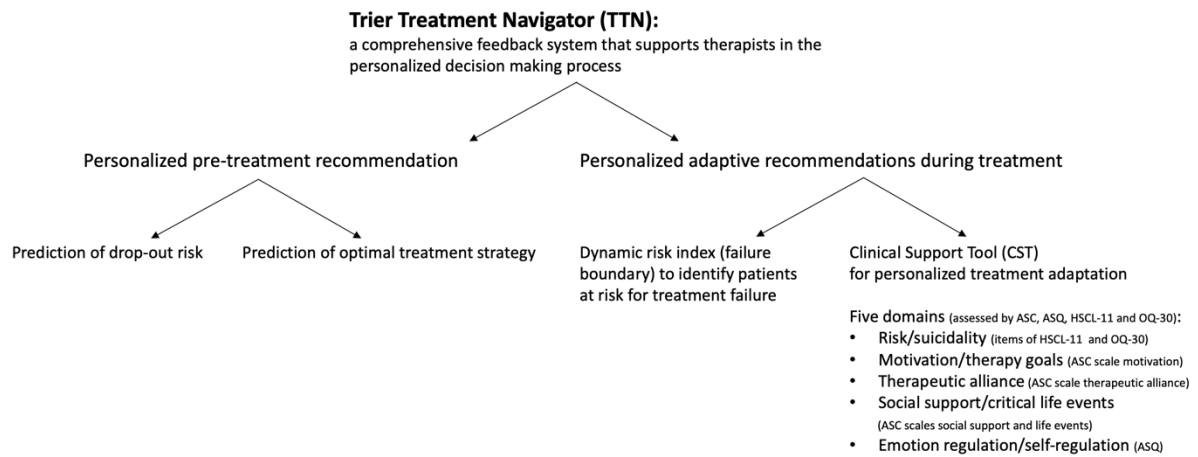 Trier Treatment Navigator (TTN):
a comprehensive feedback system that supports therapists in the
personalized decision making process
Personalized pre-treatment recommendation
Personalized adaptive recommendations during treatment
Prediction of drop-out risk
Prediction of optimal treatment strategy
Dynamic risk index (failure
boundary) to identify patients
at risk for treatment failure
Clinical Support Tool (CST)
for personalized treatment adaptation
Five domains (assessed by ASC, ASQ, HSCL-11 and OQ-30):
• Risk/suicidality (items of HSCL-11 and OQ-30)
• Motivation/therapy goals (ASC scale motivation)
• Therapeutic alliance (ASC scale therapeutic alliance)
• Social support/critical life events
(ASC scales social support and life events)
• Emotion regulation/self-regulation (ASQ)